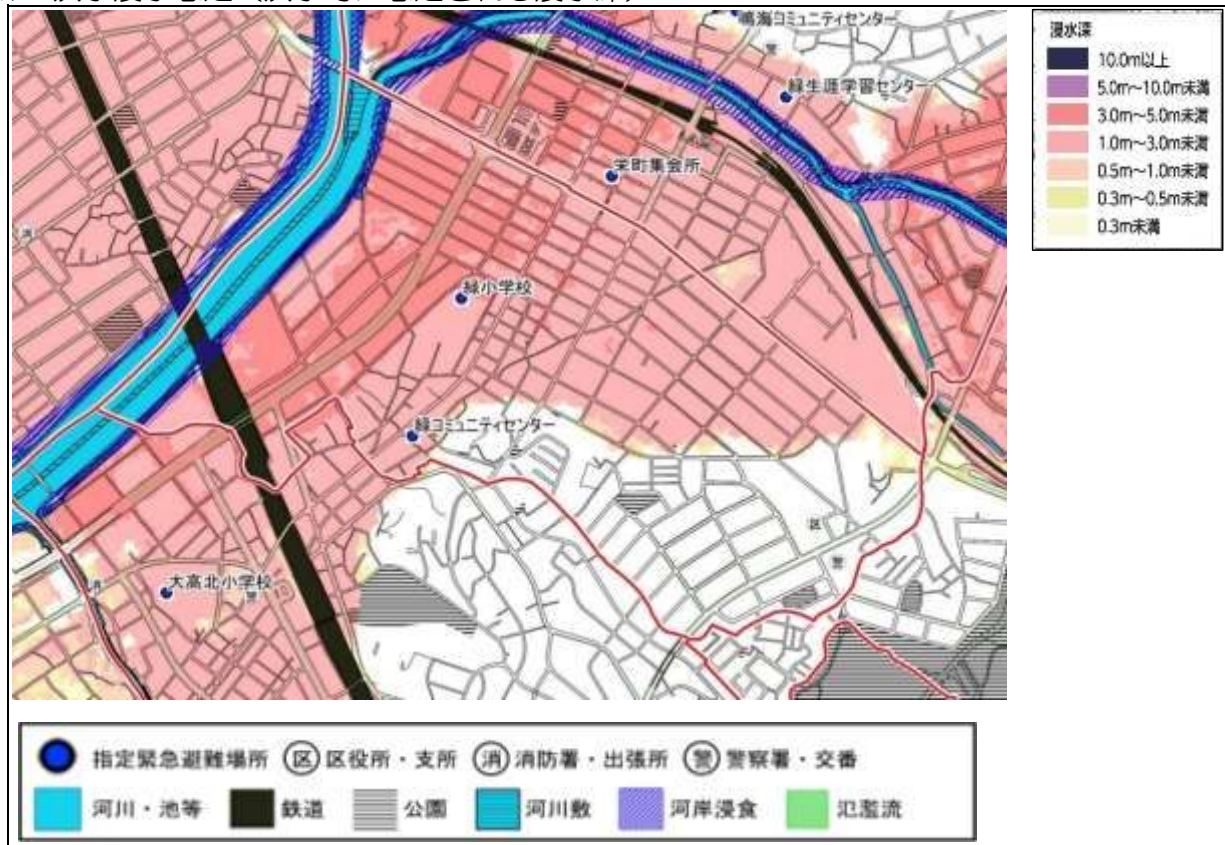 鳴海コミュニティセンター
緑生涯学習センター
栄町集会所
緑小学校
緑コミュニティセンター
大高北小学校
消
消
区
警
浸水深
10.0m以上
5.0m~10.0m未満
3.0m~5.0m未満
1.0m~3.0m未満
0.5m~1.0m未満
0.3m~0.5m未満
0.3m未満
指定緊急避難場所 区 区役所・支所 消 消防署・出張所 警 警察署・交番
河川・池等 鉄道 公園 河川敷 河岸浸食 氾濫流